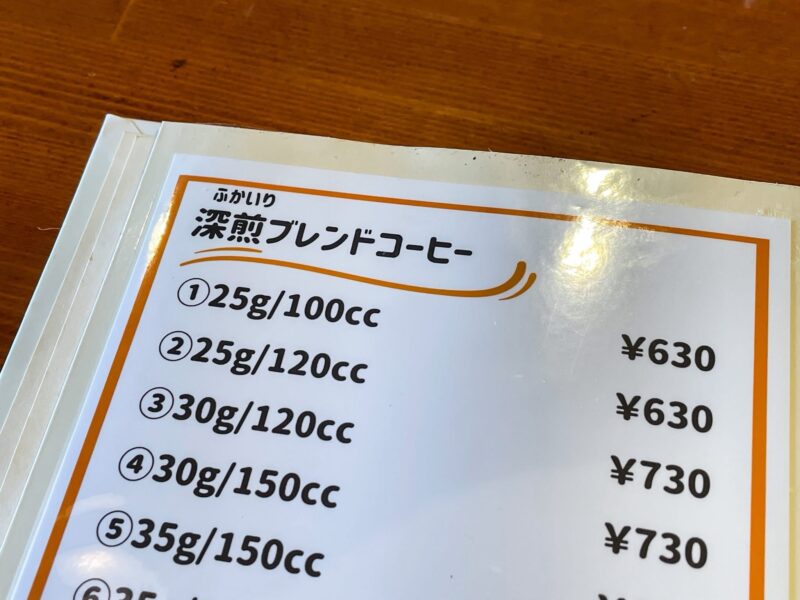 ふかいり
深煎ブレンドコーヒー
①25g/100cc ¥630
②25g/120cc ¥630
③30g/120cc ¥730
④30g/150cc ¥730
⑤35g/150cc